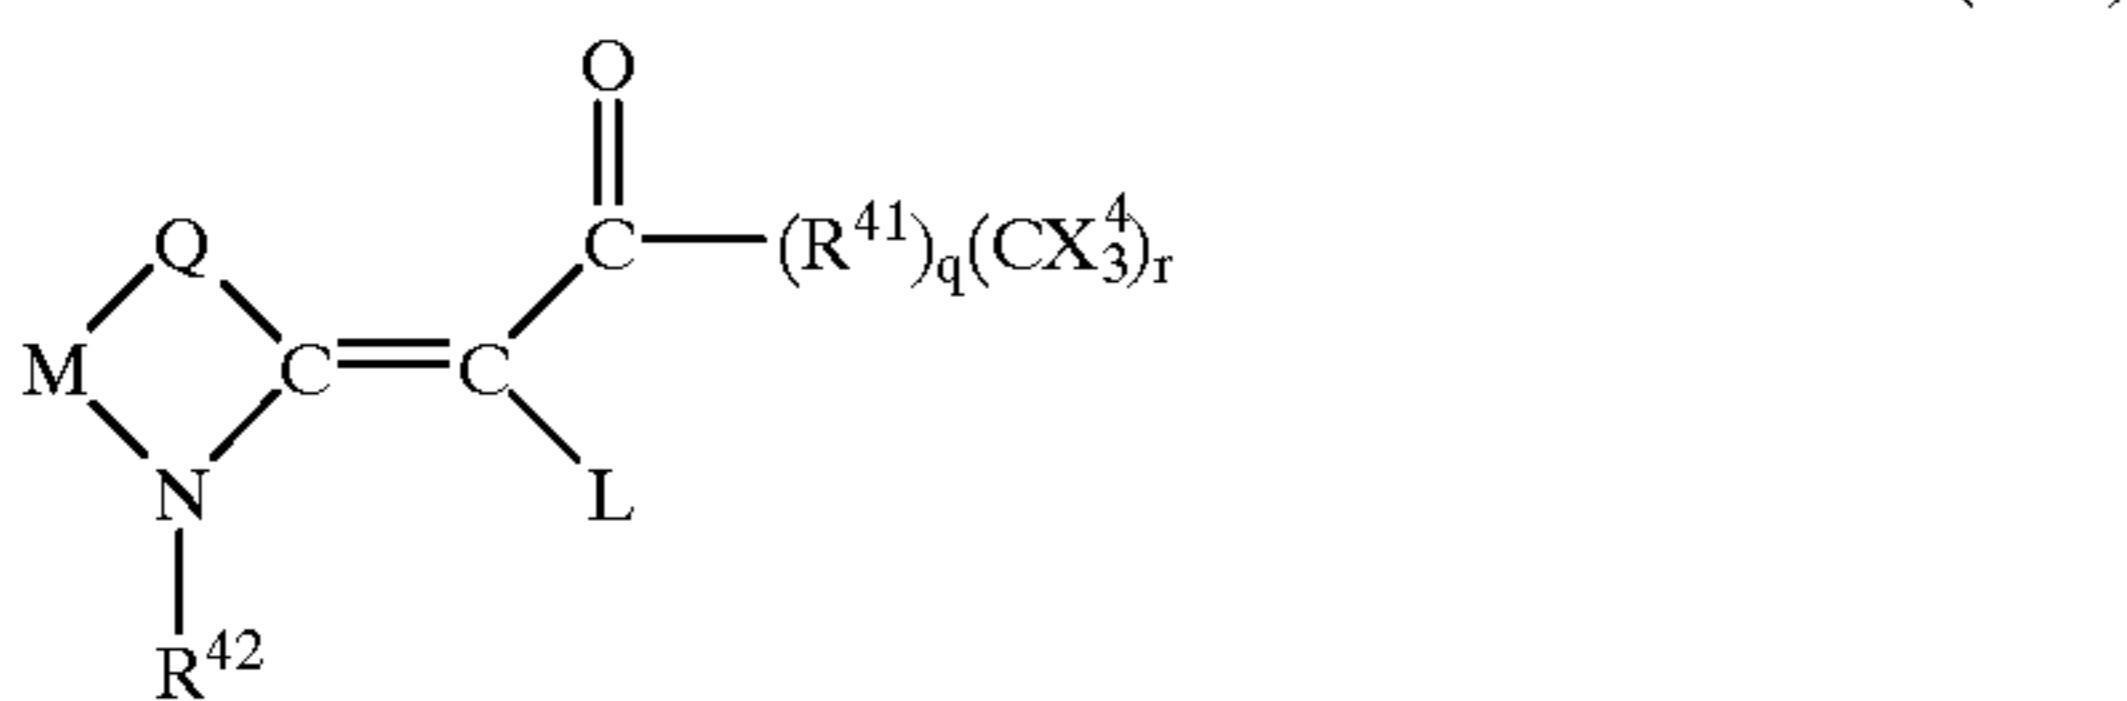 O
Q C (R⁴¹)q(CX⁴₃)r
M C C
N L
R⁴²